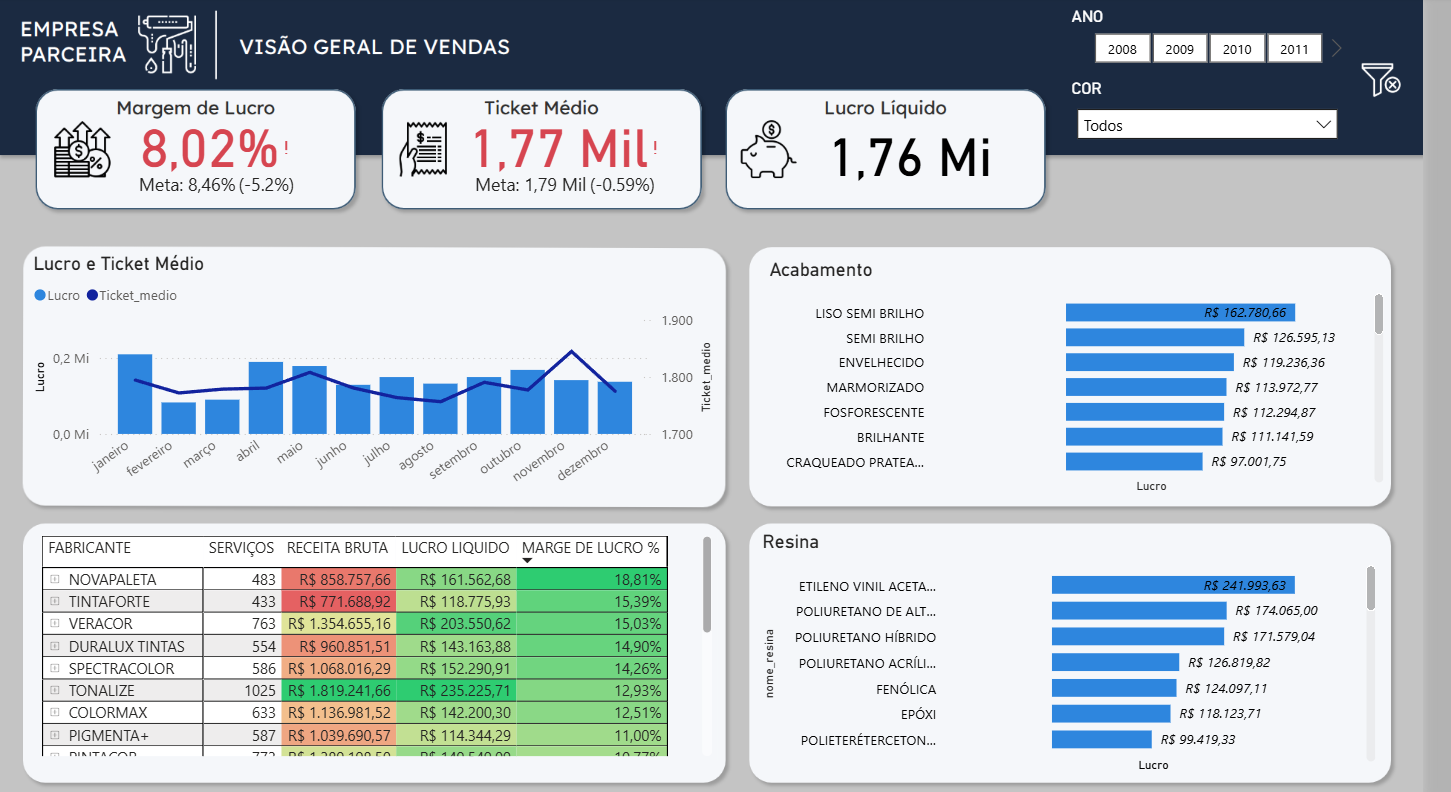 EMPRESA
PARCEIRA
VISÃO GERAL DE VENDAS
ANO
2008 2009 2010 2011
COR
Todos
Margem de Lucro
8,02% !
Meta: 8,46% (-5.2%)
Ticket Médio
1,77 Mil !
Meta: 1,79 Mil (-0.59%)
Lucro Líquido
1,76 Mi
Lucro e Ticket Médio
Lucro Ticket_medio
Lucro
0,2 Mi
0,0 Mi
1.900
1.800
1.700
Ticket_medio
janeiro fevereiro março abril maio junho julho agosto setembro outubro novembro dezembro
Acabamento
LISO SEMI BRILHO R$ 162.780,66
SEMI BRILHO R$ 126.595,13
ENVELHECIDO R$ 119.236,36
MARMORIZADO R$ 113.972,77
FOSFORESCENTE R$ 112.294,87
BRILHANTE R$ 111.141,59
CRAQUEADO PRATEA... R$ 97.001,75
Lucro
FABRICANTE SERVIÇOS RECEITA BRUTA LUCRO LIQUIDO MARGE DE LUCRO %
NOVAPALETA 483 R$ 858.757,66 R$ 161.562,68 18,81%
TINTAFORTE 433 R$ 771.688,92 R$ 118.775,93 15,39%
VERACOR 763 R$ 1.354.655,16 R$ 203.550,62 15,03%
DURALUX TINTAS 554 R$ 960.851,51 R$ 143.163,88 14,90%
SPECTRACOLOR 586 R$ 1.068.016,29 R$ 152.290,91 14,26%
TONALIZE 1025 R$ 1.819.241,66 R$ 235.225,71 12,93%
COLORMAX 633 R$ 1.136.981,52 R$ 142.200,30 12,51%
PIGMENTA+ 587 R$ 1.039.690,57 R$ 114.344,29 11,00%
Resina
nome_resina
ETILENO VINIL ACETA... R$ 241.993,63
POLIURETANO DE ALT... R$ 174.065,00
POLIURETANO HÍBRIDO R$ 171.579,04
POLIURETANO ACRÍLI... R$ 126.819,82
FENÓLICA R$ 124.097,11
EPÓXI R$ 118.123,71
POLIETERÉTERCETON... R$ 99.419,33
Lucro